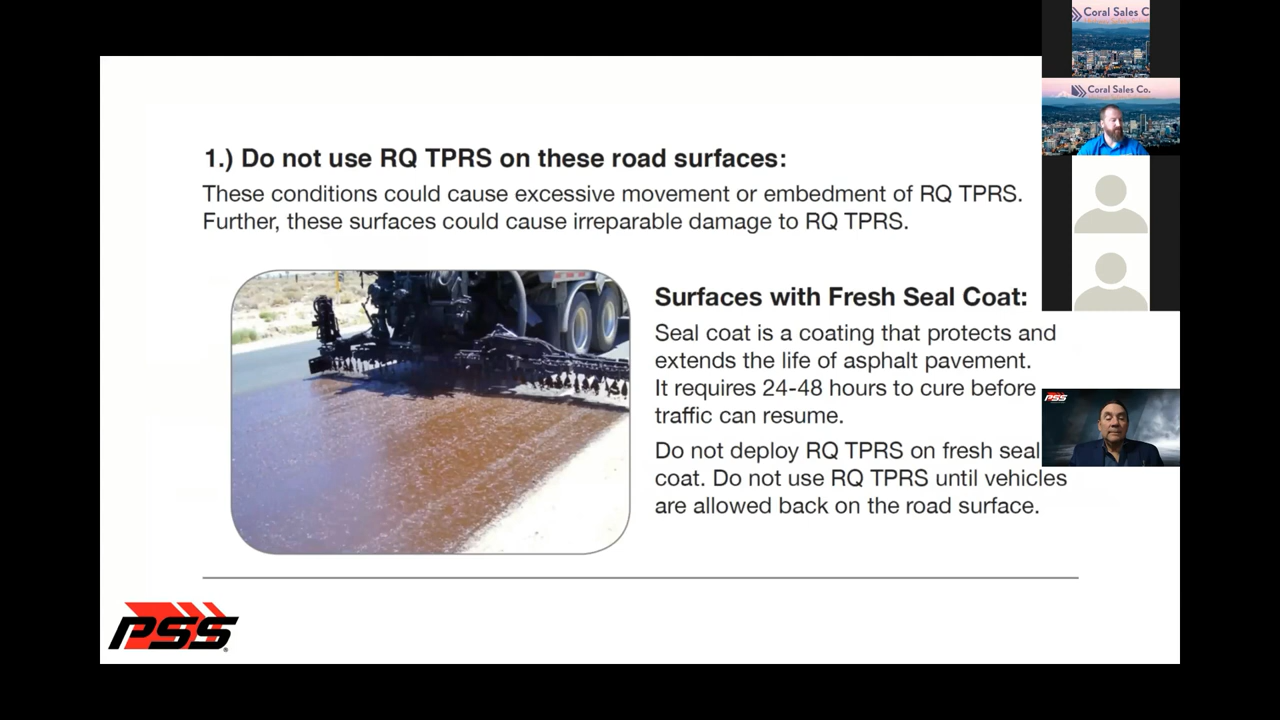 Coral Sales C
Coral Sales Co.
1.) Do not use RQ TPRS on these road surfaces:
These conditions could cause excessive movement or embedment of RQ TPRS.
Further, these surfaces could cause irreparable damage to RQ TPRS.
Surfaces with Fresh Seal Coat:
Seal coat is a coating that protects and
extends the life of asphalt pavement.
It requires 24-48 hours to cure before
traffic can resume.
Do not deploy RQ TPRS on fresh seal
coat. Do not use RQ TPRS until vehicles
are allowed back on the road surface.
PSS
PSS®